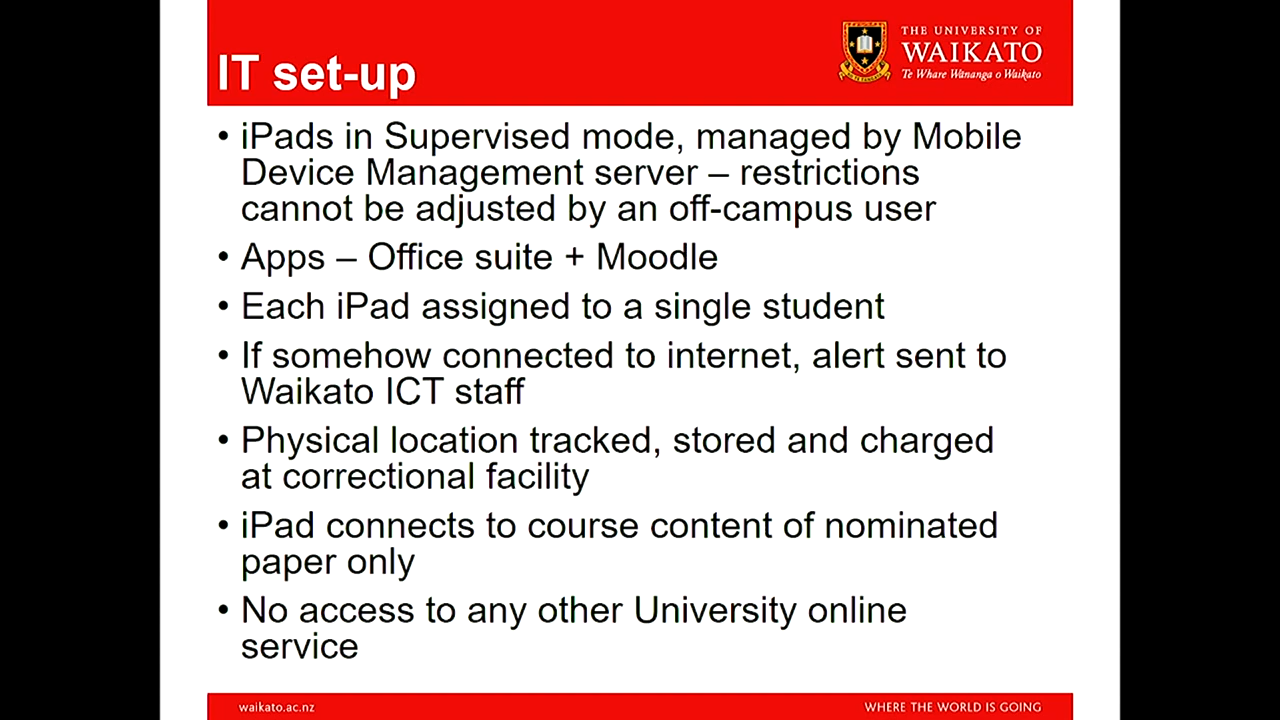 THE UNIVERSITY OF
WAIKATO
Te Whare Wānanga o Waikato
IT set-up
• iPads in Supervised mode, managed by Mobile
Device Management server – restrictions
cannot be adjusted by an off-campus user
• Apps – Office suite + Moodle
• Each iPad assigned to a single student
• If somehow connected to internet, alert sent to
Waikato ICT staff
• Physical location tracked, stored and charged
at correctional facility
• iPad connects to course content of nominated
paper only
• No access to any other University online
service
waikato.ac.nz
WHERE THE WORLD IS GOING